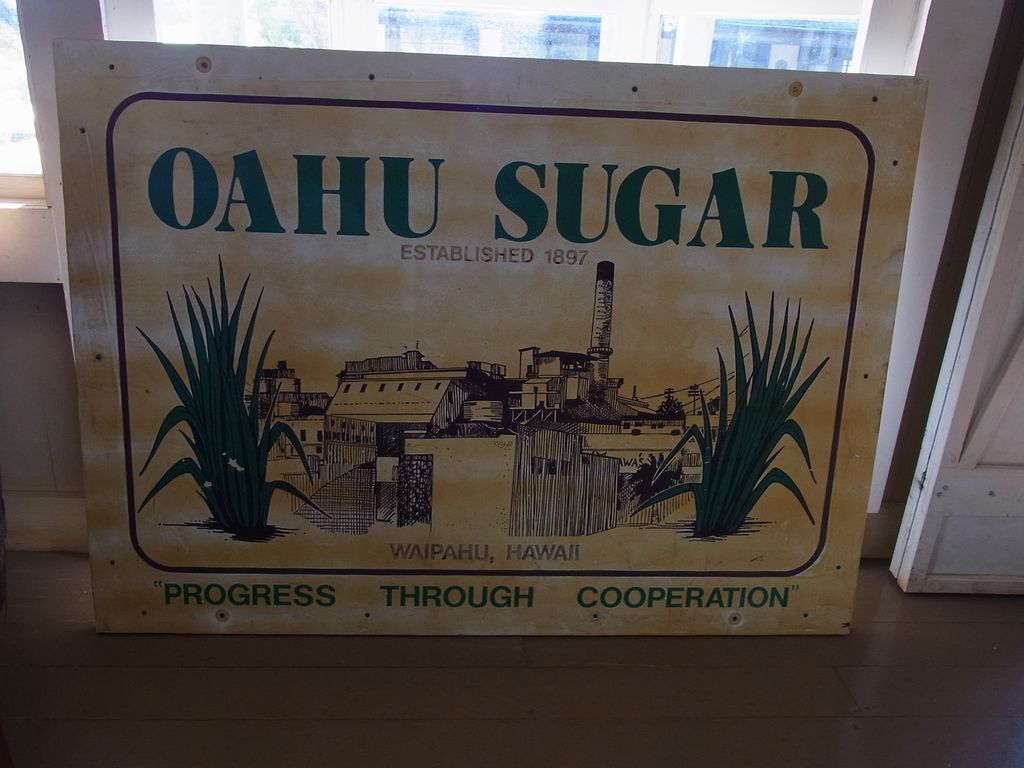 OAHU SUGAR
ESTABLISHED 1897
WAIPAHU, HAWAII
"PROGRESS THROUGH COOPERATION"